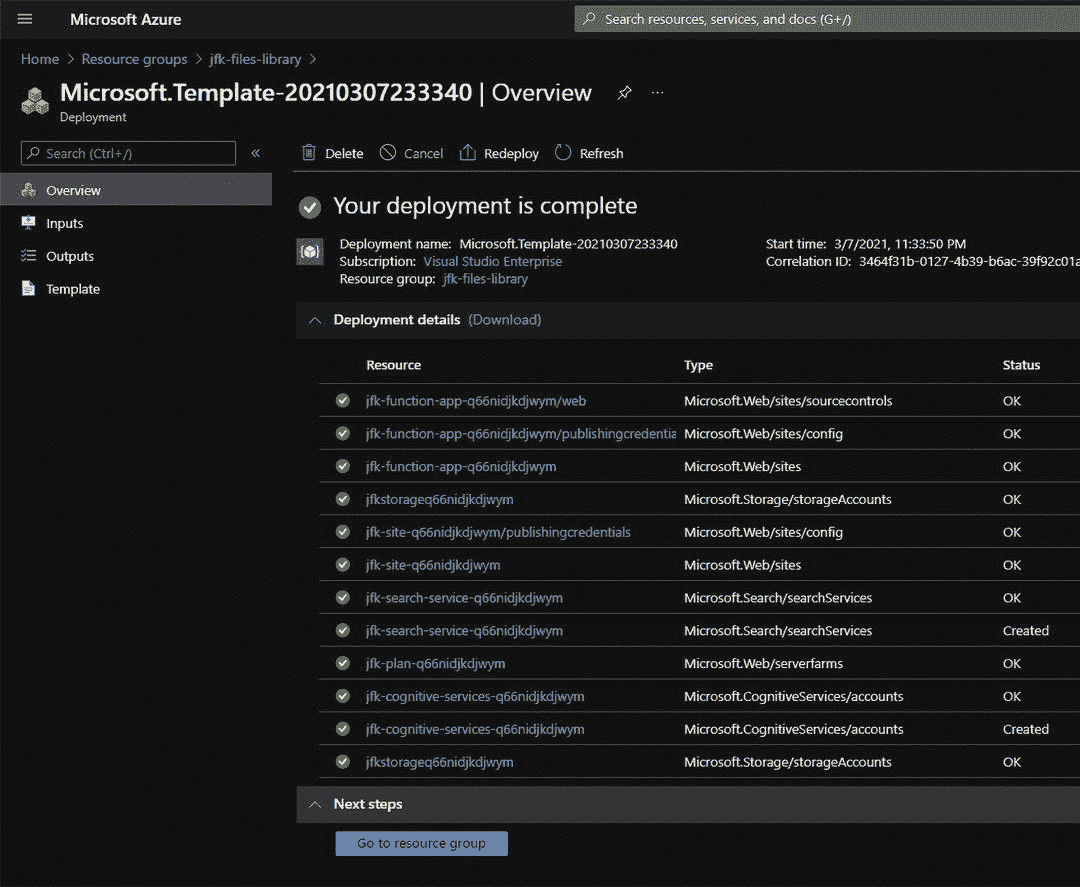 Microsoft Azure
Search resources, services, and docs (G+/)
Home > Resource groups > jfk-files-library >
Microsoft.Template-20210307233340 | Overview
Deployment
Search (Ctrl+/)
«
Delete Cancel Redeploy Refresh
Overview
Inputs
Outputs
Template
Your deployment is complete
Deployment name: Microsoft.Template-20210307233340
Subscription: Visual Studio Enterprise
Resource group: jfk-files-library
Start time: 3/7/2021, 11:33:50 PM
Correlation ID: 3464f31b-0127-4b39-b6ac-39f92c01a
Deployment details (Download)
Resource Type Status
jfk-function-app-q66nidjkdjwym/web Microsoft.Web/sites/sourcecontrols OK
jfk-function-app-q66nidjkdjwym/publishingcredentia Microsoft.Web/sites/config OK
jfk-function-app-q66nidjkdjwym Microsoft.Web/sites OK
jfkstorageq66nidjkdjwym Microsoft.Storage/storageAccounts OK
jfk-site-q66nidjkdjwym/publishingcredentials Microsoft.Web/sites/config OK
jfk-site-q66nidjkdjwym Microsoft.Web/sites OK
jfk-search-service-q66nidjkdjwym Microsoft.Search/searchServices OK
jfk-search-service-q66nidjkdjwym Microsoft.Search/searchServices Created
jfk-plan-q66nidjkdjwym Microsoft.Web/serverfarms OK
jfk-cognitive-services-q66nidjkdjwym Microsoft.CognitiveServices/accounts OK
jfk-cognitive-services-q66nidjkdjwym Microsoft.CognitiveServices/accounts Created
jfkstorageq66nidjkdjwym Microsoft.Storage/storageAccounts OK
Next steps
Go to resource group